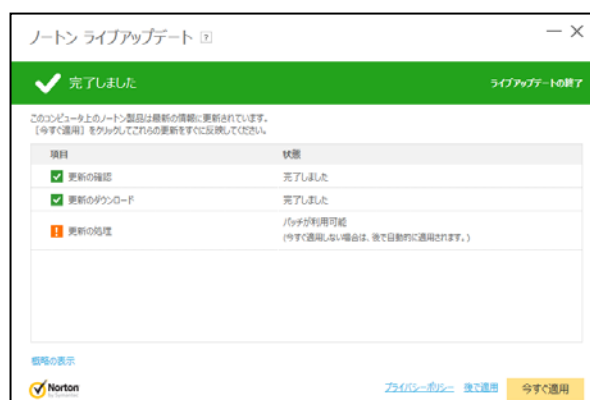 ノートン ライブアップデート ?
完了しました
ライブアップデートの終了
このコンピュータ上のノートン製品は最新の情報に更新されています。
［今すぐ適用］をクリックしてこれらの更新をすぐに反映してください。
項目 状態
更新の確認 完了しました
更新のダウンロード 完了しました
更新の処理 パッチが利用可能
(今すぐ適用しない場合は、後で自動的に適用されます。)
概略の表示
Norton
by Symantec
プライバシーポリシー 後で適用 今すぐ適用